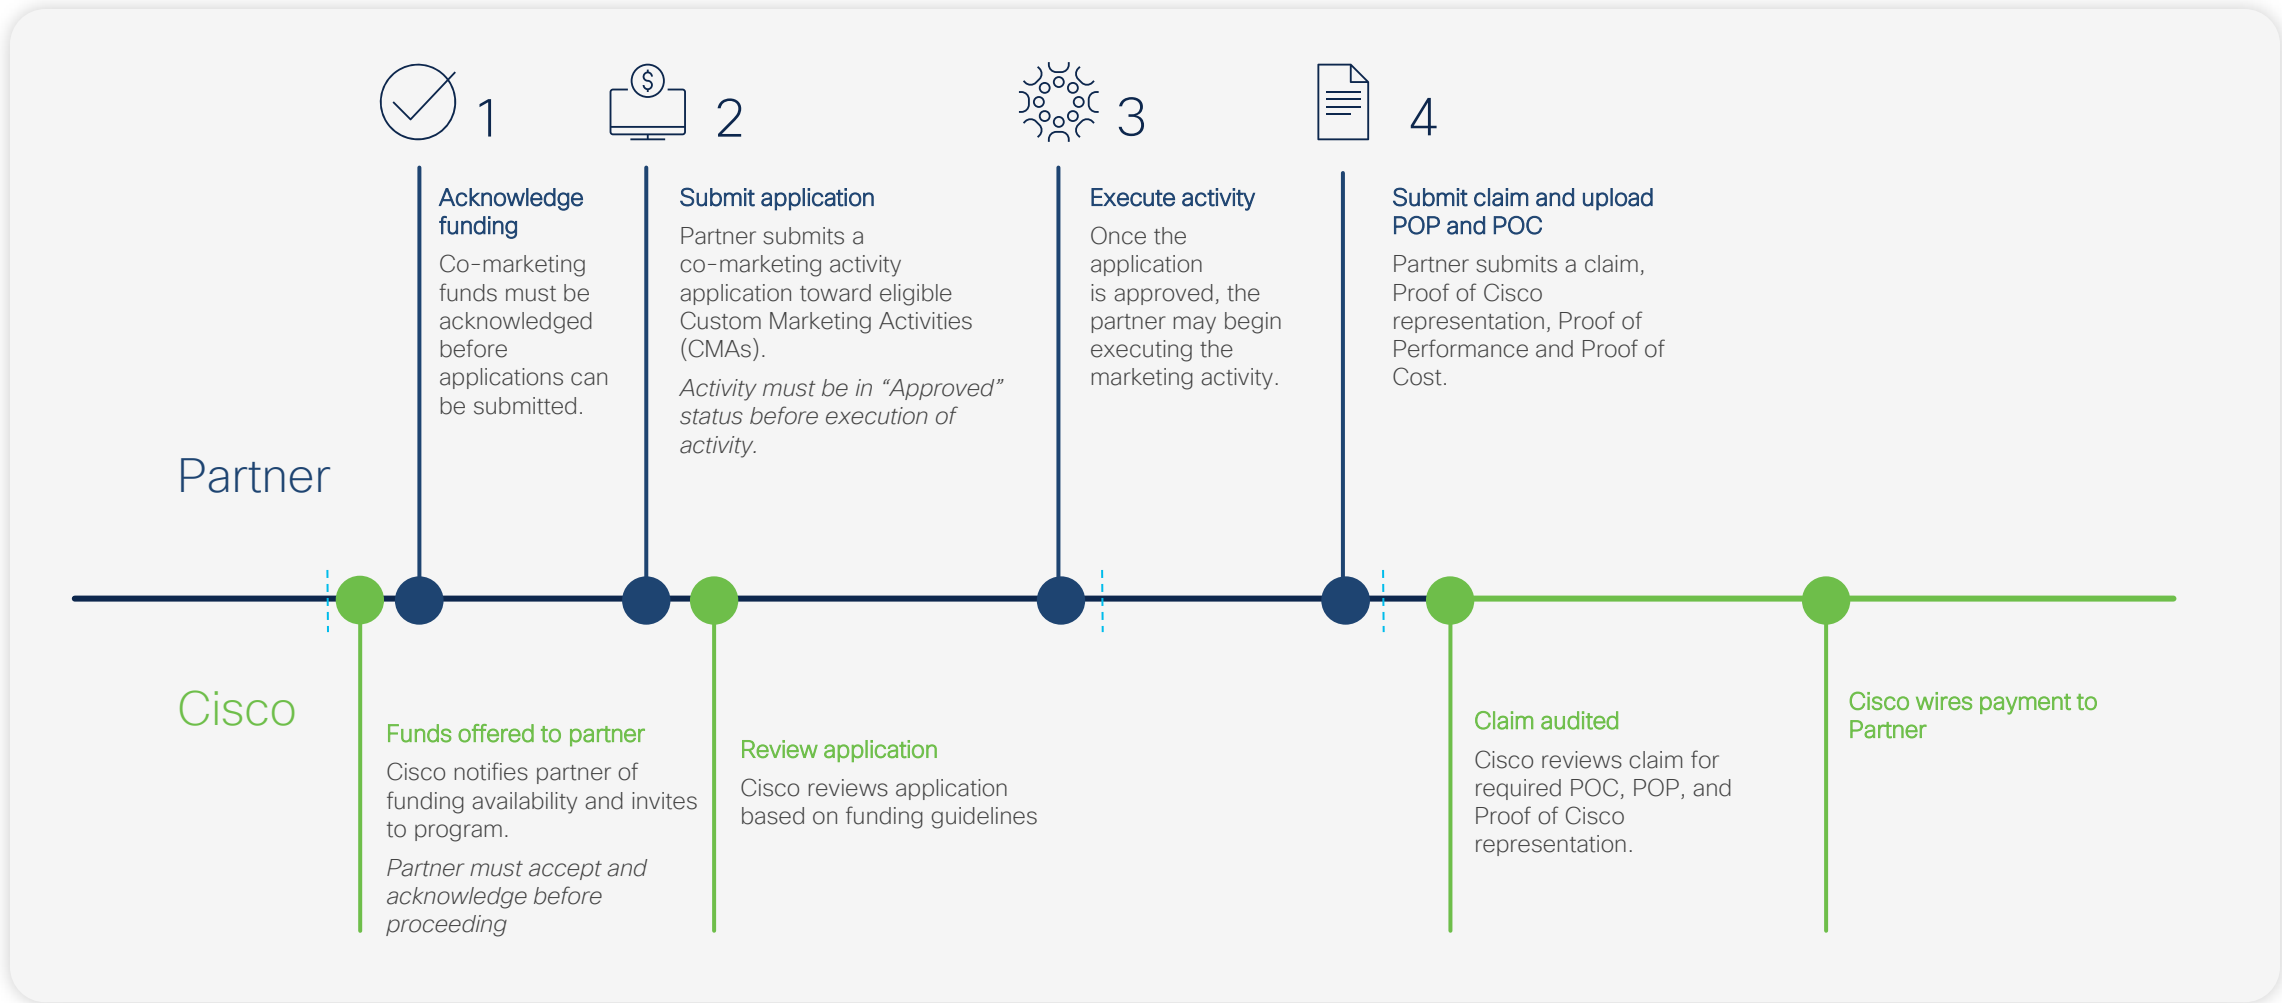 1
Acknowledge
funding
Co-marketing
funds must be
acknowledged
before
applications can
be submitted.
$
2
Submit application
Partner submits a
co-marketing activity
application toward eligible
Custom Marketing Activities
(CMAs).
Activity must be in “Approved”
status before execution of
activity.
3
Execute activity
Once the
application
is approved, the
partner may begin
executing the
marketing activity.
4
Submit claim and upload
POP and POC
Partner submits a claim,
Proof of Cisco
representation, Proof of
Performance and Proof of
Cost.
Partner
Cisco
Funds offered to partner
Cisco notifies partner of
funding availability and invites
to program.
Partner must accept and
acknowledge before
proceeding
Review application
Cisco reviews application
based on funding guidelines
Claim audited
Cisco reviews claim for
required POC, POP, and
Proof of Cisco
representation.
Cisco wires payment to
Partner